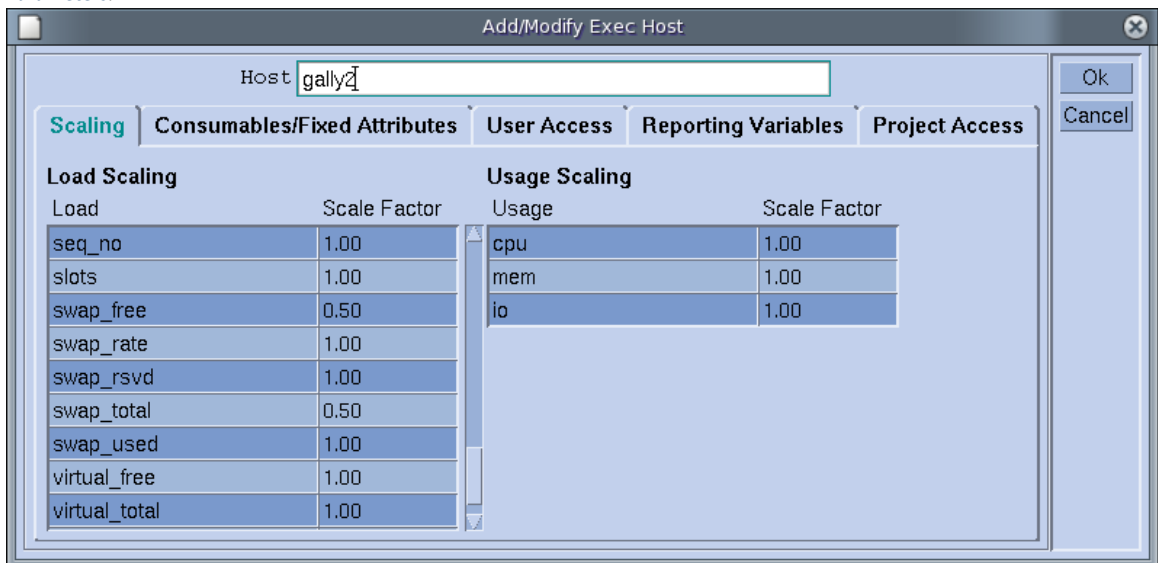 Add/Modify Exec Host
Host gally2
Ok
Cancel
Scaling Consumables/Fixed Attributes User Access Reporting Variables Project Access
Load Scaling Usage Scaling
Load Scale Factor Usage Scale Factor
seq_no 1.00 cpu 1.00
slots 1.00 mem 1.00
swap_free 0.50 io 1.00
swap_rate 1.00
swap_rsvd 1.00
swap_total 0.50
swap_used 1.00
virtual_free 1.00
virtual_total 1.00